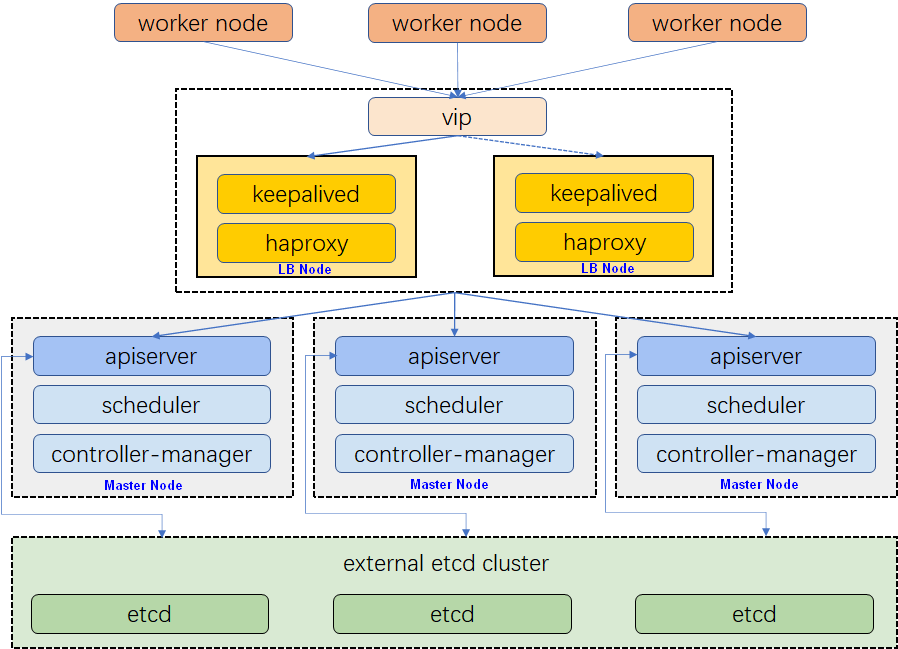 worker node
worker node
worker node
vip
keepalived
haproxy
LB Node
keepalived
haproxy
LB Node
apiserver
scheduler
controller-manager
Master Node
apiserver
scheduler
controller-manager
Master Node
apiserver
scheduler
controller-manager
Master Node
external etcd cluster
etcd
etcd
etcd